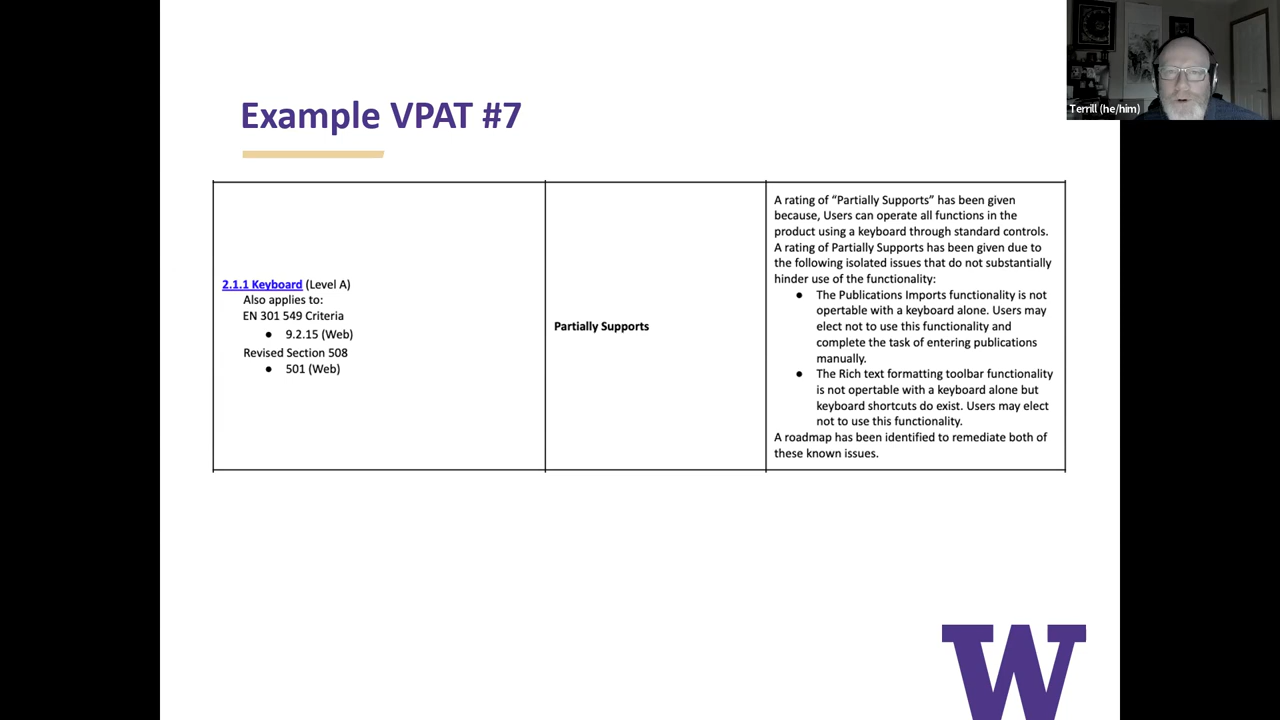 Example VPAT #7
Terrill (he/him)
2.1.1 Keyboard (Level A)
Also applies to:
EN 301 549 Criteria
● 9.2.15 (Web)
Revised Section 508
● 501 (Web)
Partially Supports
A rating of “Partially Supports” has been given
because, Users can operate all functions in the
product using a keyboard through standard controls.
A rating of Partially Supports has been given due to
the following isolated issues that do not substantially
hinder use of the functionality:
● The Publications Imports functionality is not
opertable with a keyboard alone. Users may
elect not to use this functionality and
complete the task of entering publications
manually.
● The Rich text formatting toolbar functionality
is not opertable with a keyboard alone but
keyboard shortcuts do exist. Users may elect
not to use this functionality.
A roadmap has been identified to remediate both of
these known issues.
W